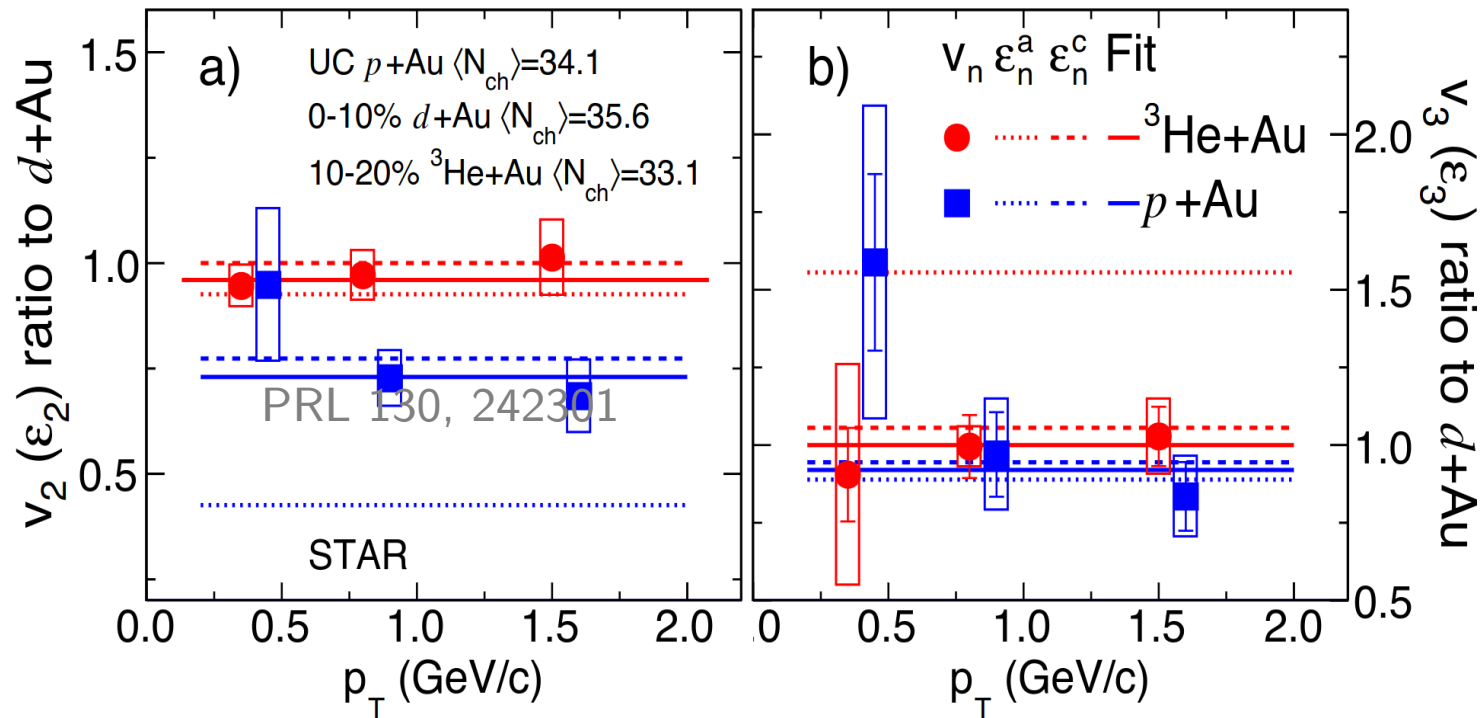 v₂ (ε₂) ratio to d+Au
1.5
1.0
0.5
a)
UC p+Au ⟨N_ch⟩=34.1
0-10% d+Au ⟨N_ch⟩=35.6
10-20% ³He+Au ⟨N_ch⟩=33.1
PRL 130, 242301
STAR
0.0 0.5 1.0 1.5 2.0
p_T (GeV/c)
b)
v_n ε_n^a ε_n^c Fit
³He+Au
p+Au
.0 0.5 1.0 1.5 2.0
p_T (GeV/c)
2.0
1.5
1.0
0.5
v₃ (ε₃) ratio to d+Au